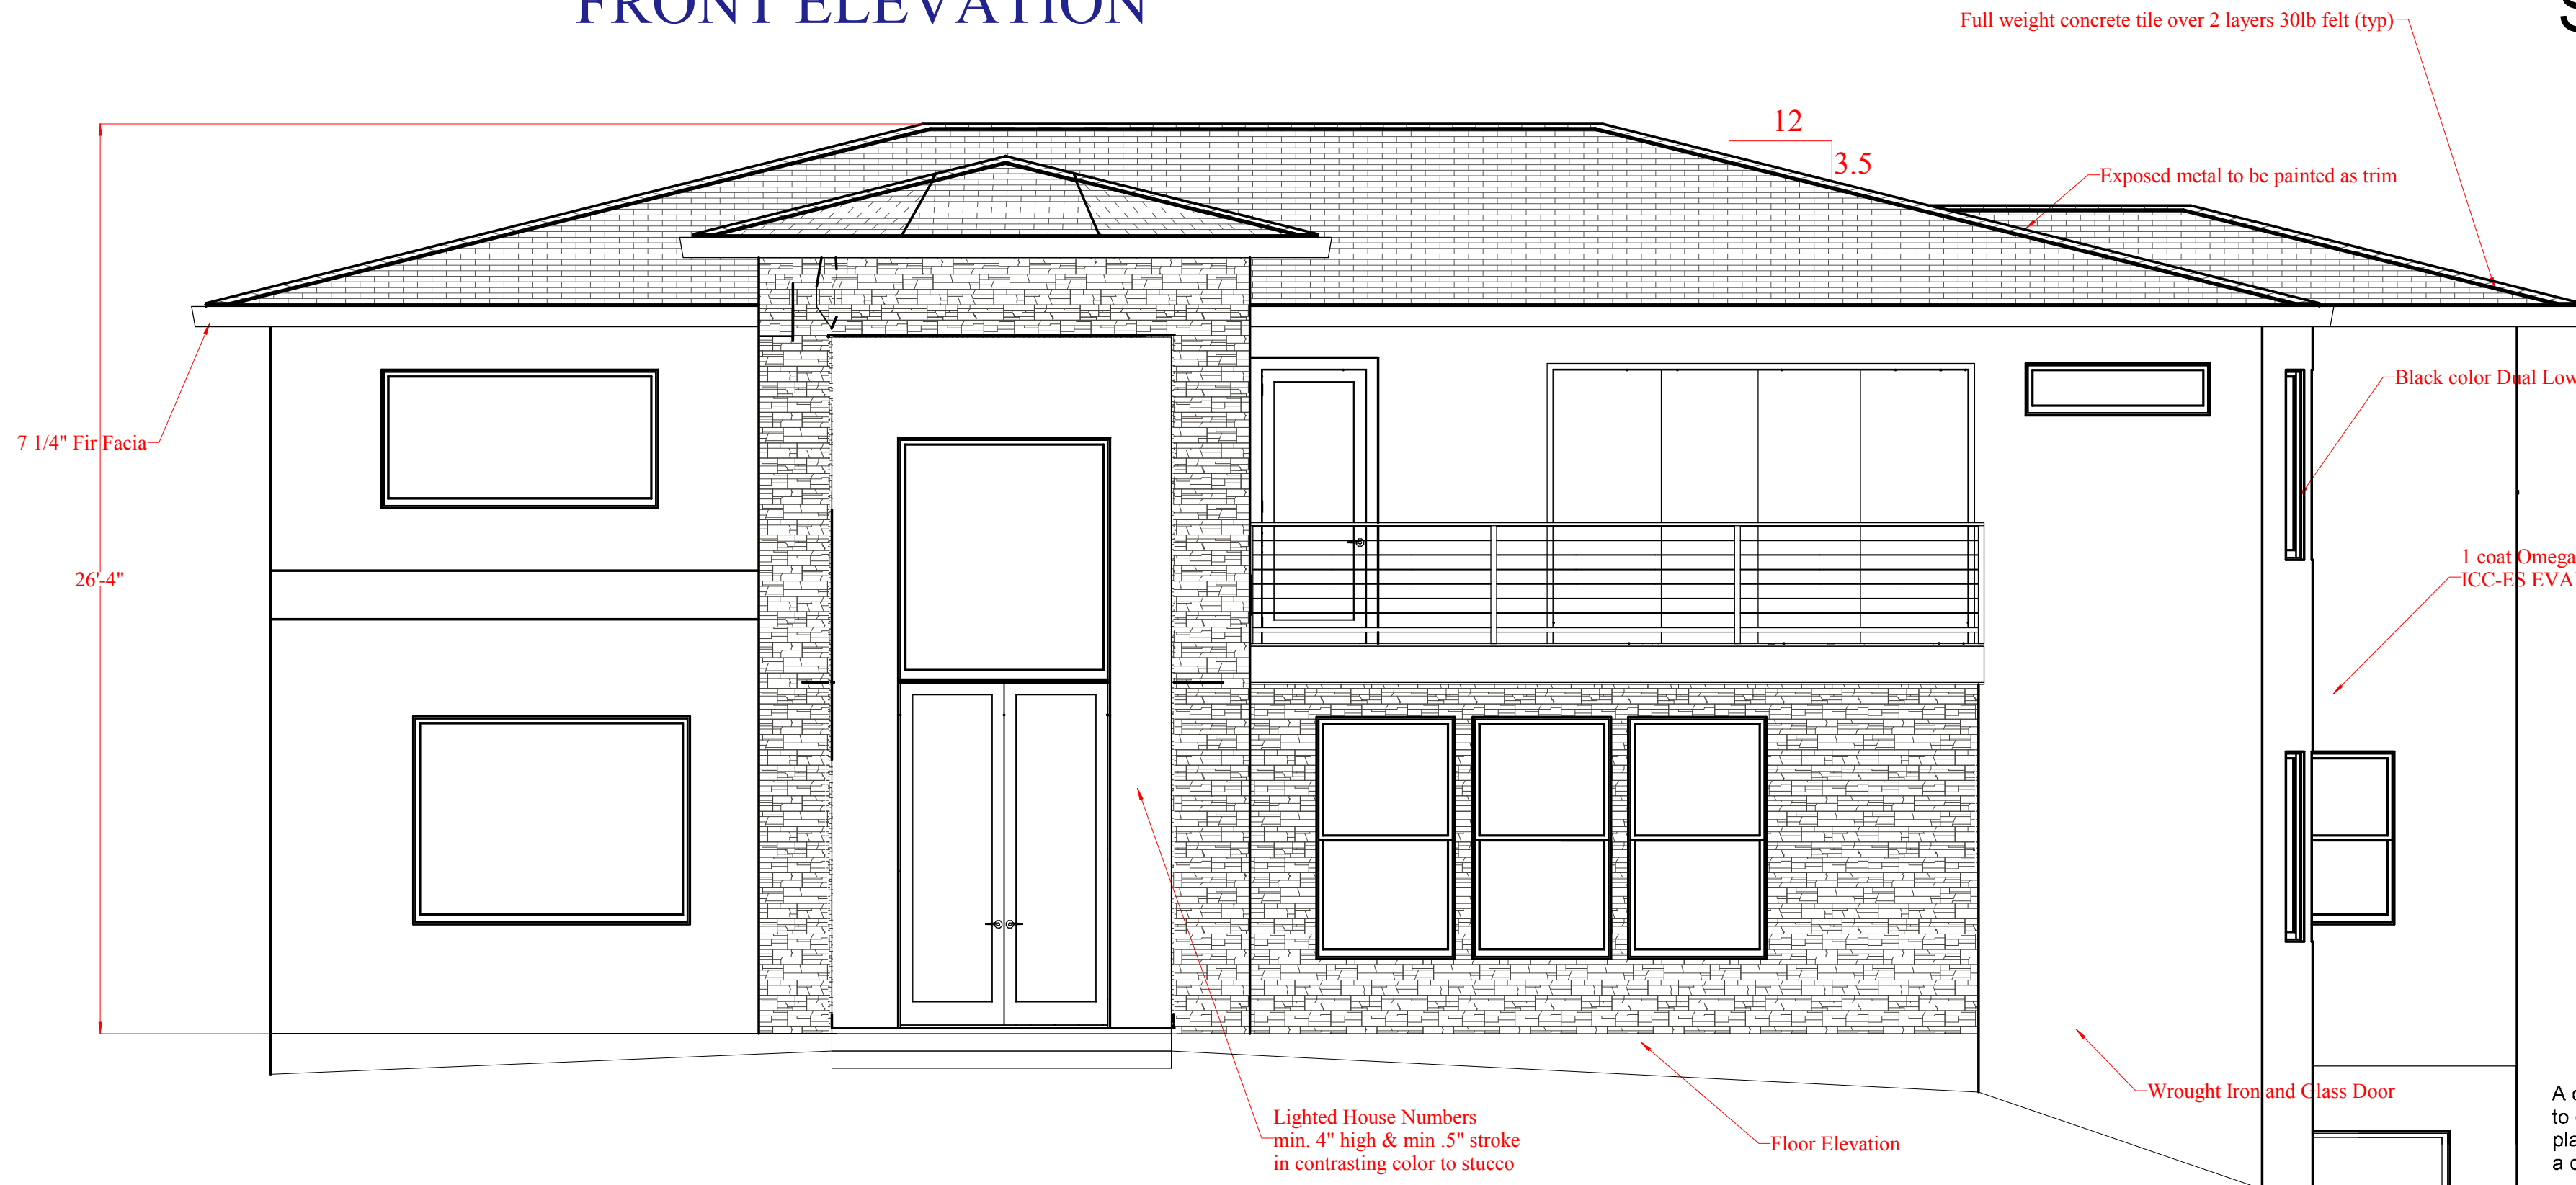 FRONT ELEVATION
Full weight concrete tile over 2 layers 30lb felt (typ)
12
3.5
Exposed metal to be painted as trim
Black color Dual Low
7 1/4" Fir Facia
26'-4"
1 coat Omega
ICC-ES EVA
Wrought Iron and Glass Door
Lighted House Numbers
min. 4" high & min .5" stroke
in contrasting color to stucco
Floor Elevation
A
to
a